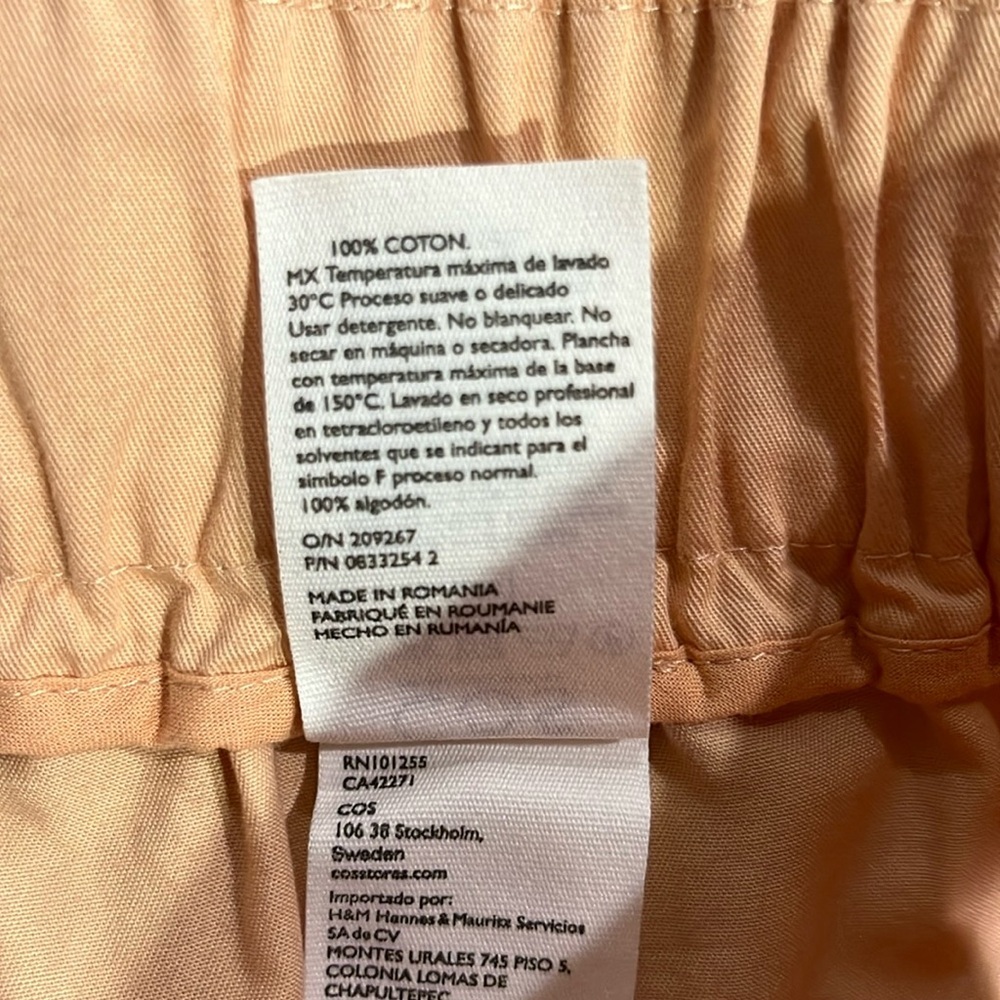 100% COTON.
MX Temperatura máxima de lavado
30°C Proceso suave o delicado
Usar detergente. No blanquear. No
secar en máquina o secadora. Plancha
con temperatura máxima de la base
de 150°C. Lavado en seco profesional
en tetracloroetileno y todos los
solventes que se indicant para el
símbolo F proceso normal.
100% algodón.
O/N 209267
P/N 0833254 2
MADE IN ROMANIA
FABRIQUÉ EN ROUMANIE
HECHO EN RUMANÍA
RN101255
CA42271
COS
106 38 Stockholm,
Sweden
cosstores.com
Importado por:
H&M Hennes & Mauritz Servicios
SA de CV
MONTES URALES 745 PISO 5,
COLONIA LOMAS DE
CHAPULTEPEC